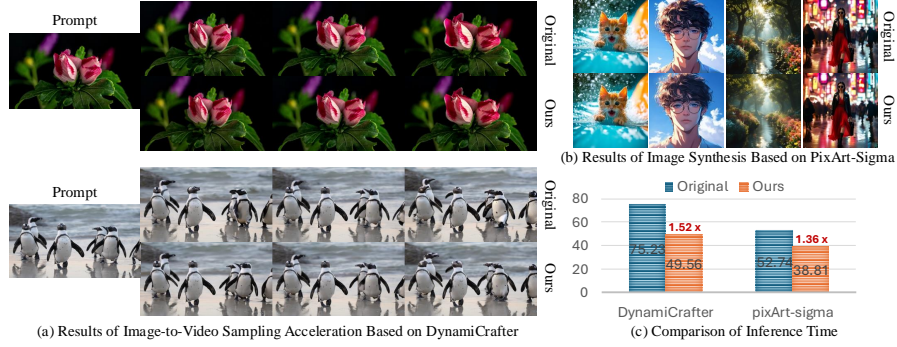 Prompt
Original
Ours
Prompt
Original
Ours
(a) Results of Image-to-Video Sampling Acceleration Based on DynamiCrafter
Original
Ours
(b) Results of Image Synthesis Based on PixArt-Sigma
Original Ours
80
60
40
20
0
75.23
1.52 x
49.56
52.74
1.36 x
38.81
DynamiCrafter pixArt-sigma
(c) Comparison of Inference Time